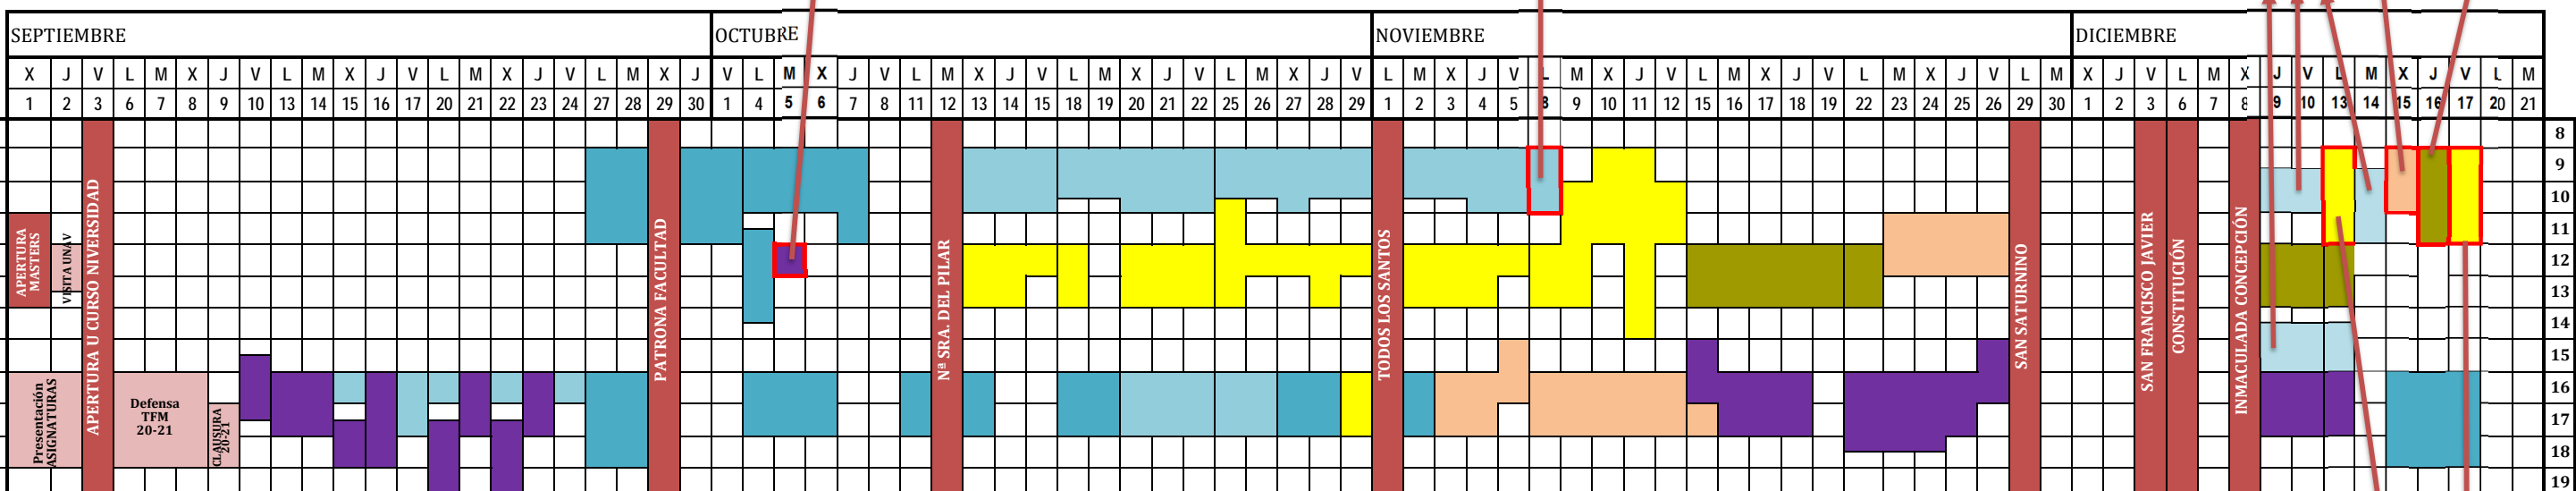 SEPTIEMBRE OCTUBRE NOVIEMBRE DICIEMBRE
X J V L M X J V L M X J V L M X J V L M X J V L M X J V L M X J V L M X J V L M X J V L M X J V L M X J V L M X J V L M X J V L M X J V L M X J V L M X J V L M X J V L M X J V L M
1 2 3 6 7 8 9 10 13 14 15 16 17 20 21 22 23 24 27 28 29 30 1 4 5 6 7 8 11 12 13 14 15 18 19 20 21 22 25 26 27 28 29 1 2 3 4 5 8 9 10 11 12 15 16 17 18 19 22 23 24 25 26 29 30 1 2 3 6 7 8 9 10 13 14 15 16 17 20 21
8
9
10
11
12
13
14
15
16
17
18
19
APERTURA
MASTERS
VISITA UNAV
APERTURA U CURSO NIVERSIDAD
Presentación
ASIGNATURAS
Defensa
TFM
20-21
CLAUSURA
20-21
PATRONA FACULTAD
Nª SRA. DEL PILAR
TODOS LOS SANTOS
SAN SATURNINO
SAN FRANCISCO JAVIER
CONSTITUCIÓN
INMACULADA CONCEPCIÓN